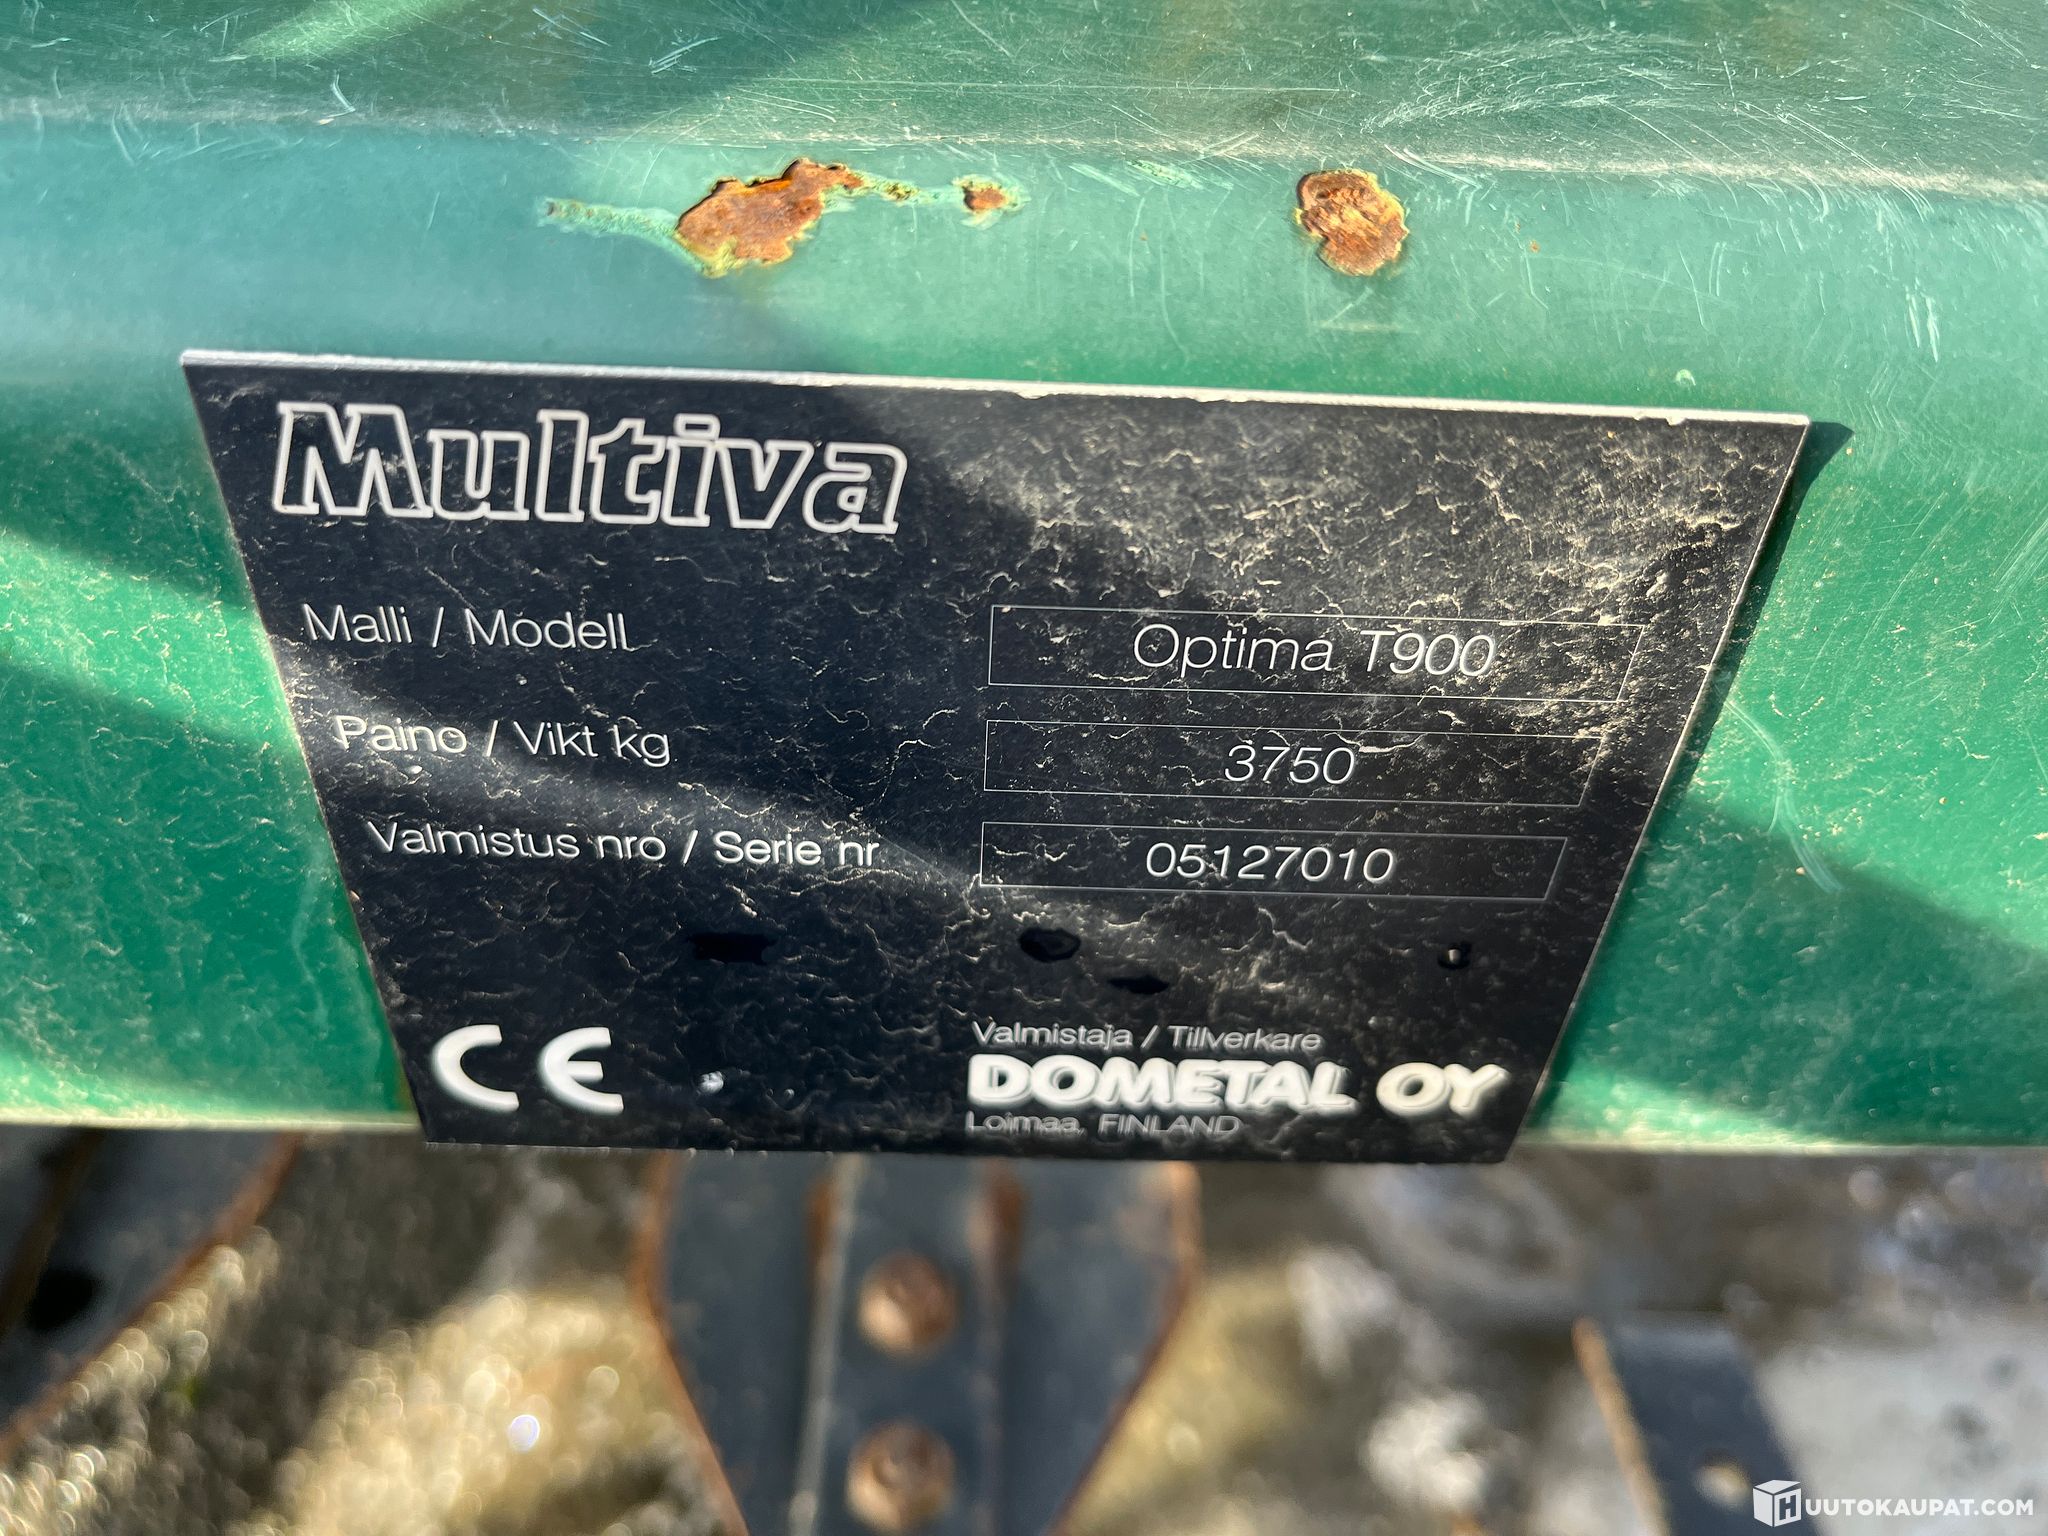 Multiva
Malli / Modell Optima T900
Paino / Vikt kg 3750
Valmistus nro / Serie nr 05127010
CE
Valmistaja / Tillverkare
DOMETAL OY
Loimaa, FINLAND
HUUTOKAUPAT.COM